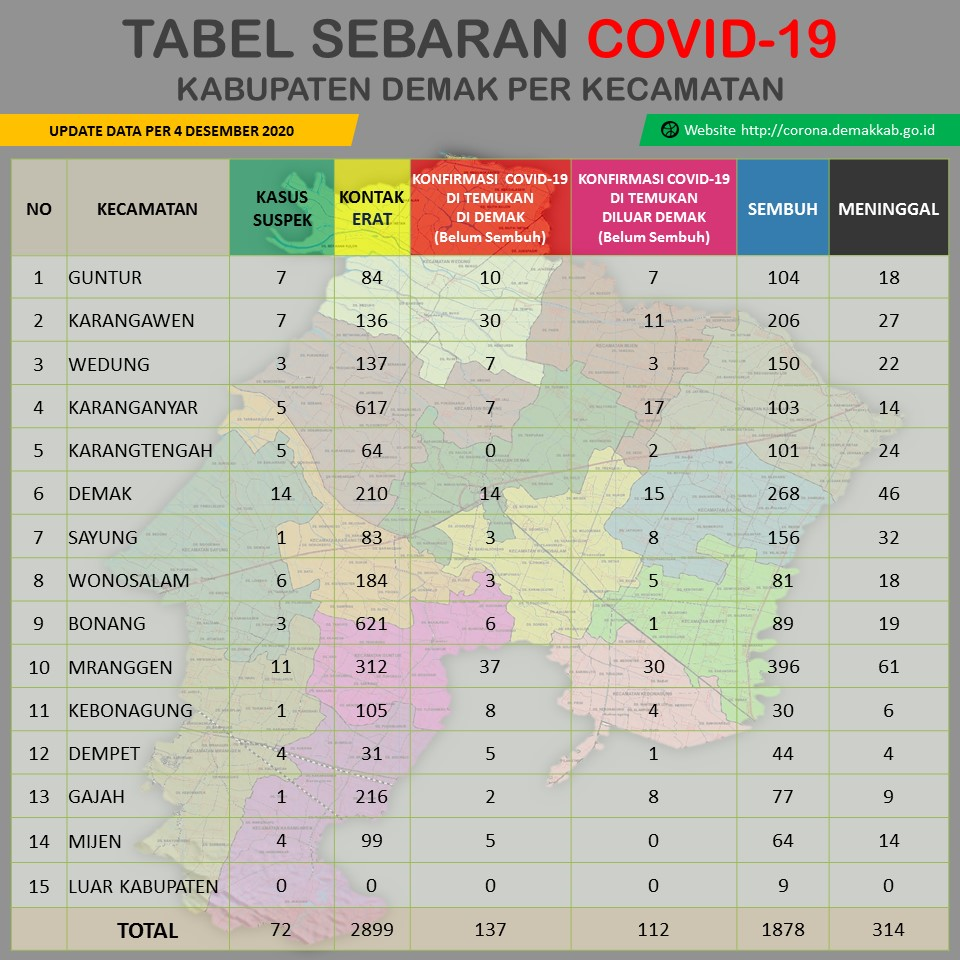 TABEL SEBARAN COVID-19
KABUPATEN DEMAK PER KECAMATAN
UPDATE DATA PER 4 DESEMBER 2020
Website http://corona.demakkab.go.id
NO KECAMATAN KASUS SUSPEK KONTAK ERAT KONFIRMASI COVID-19 DI TEMUKAN DI DEMAK (Belum Sembuh) KONFIRMASI COVID-19 DI TEMUKAN DILUAR DEMAK (Belum Sembuh) SEMBUH MENINGGAL
1 GUNTUR 7 84 10 7 104 18
2 KARANGAWEN 7 136 30 11 206 27
3 WEDUNG 3 137 7 3 150 22
4 KARANGANYAR 5 617 7 17 103 14
5 KARANGTENGAH 5 64 0 2 101 24
6 DEMAK 14 210 14 15 268 46
7 SAYUNG 1 83 3 8 156 32
8 WONOSALAM 6 184 3 5 81 18
9 BONANG 3 621 6 1 89 19
10 MRANGGEN 11 312 37 30 396 61
11 KEBONAGUNG 1 105 8 4 30 6
12 DEMPET 4 31 5 1 44 4
13 GAJAH 1 216 2 8 77 9
14 MIJEN 4 99 5 0 64 14
15 LUAR KABUPATEN 0 0 0 0 9 0
TOTAL 72 2899 137 112 1878 314